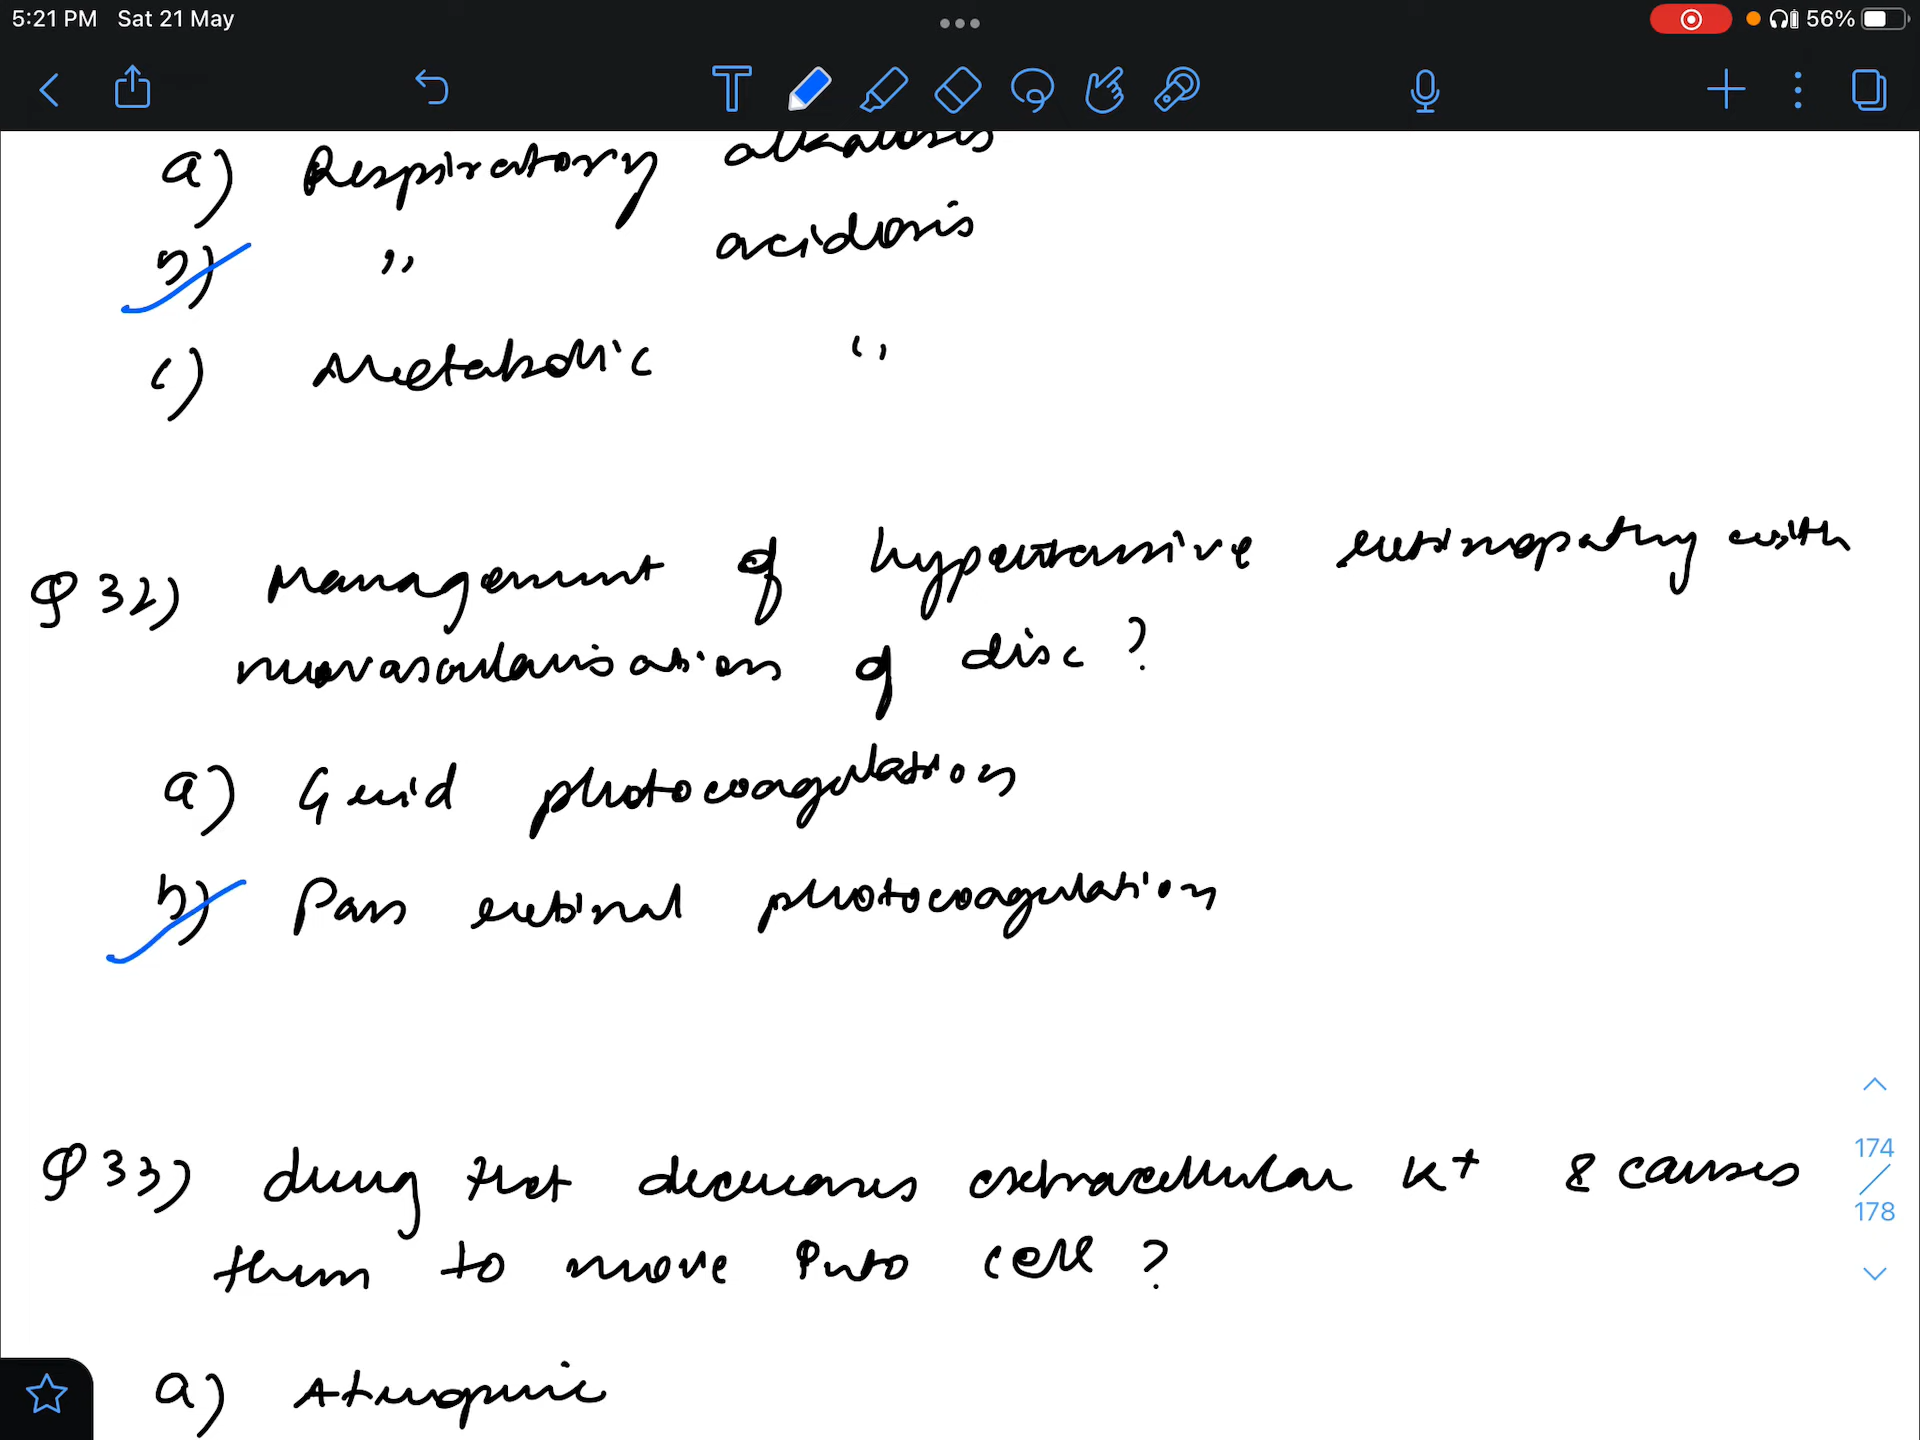 5:21 PM Sat 21 May
56%
a) Respiratory alkalosis
b) " acidosis
c) Metabolic "
Q 32) Management of hypertensive retinopathy with
neovascularisation of disc ?
a) Grid photocoagulation
b) Pan retinal photocoagulation
Q 33) drug that decreases extracellular K+ & causes
them to move into cell ?
a) Atropine
174
178